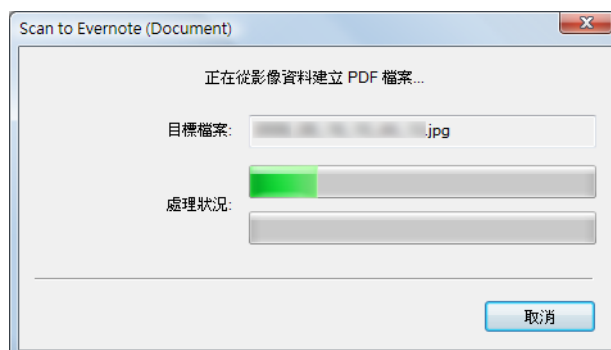 Scan to Evernote (Document)
正在從影像資料建立 PDF 檔案...
目標檔案:
.jpg
處理狀況:
取消